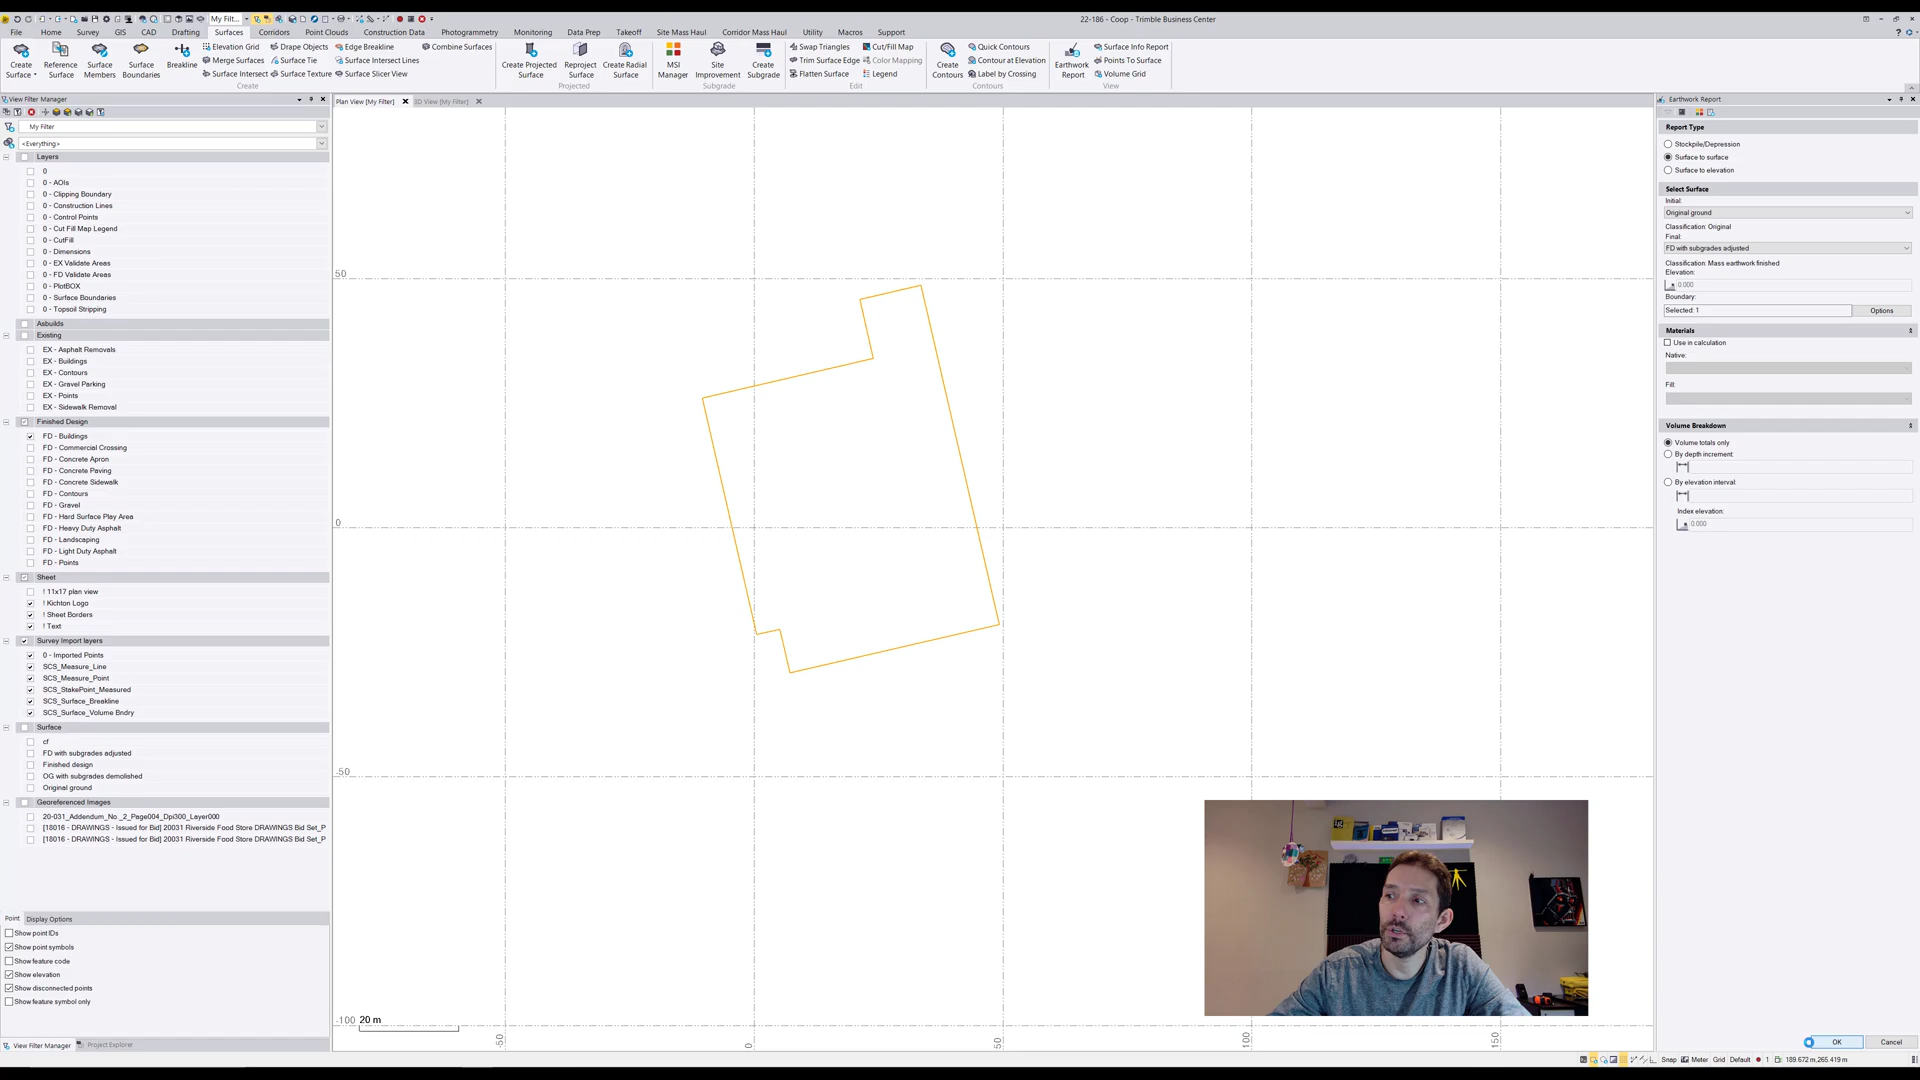 My Filt...
22-186 - Coop - Trimble Business Center
File Home Survey GIS CAD Drafting Surfaces Corridors Point Clouds Construction Data Photogrammetry Monitoring Data Prep Takeoff Site Mass Haul Corridor Mass Haul Utility Macros Support
Create Surface
Reference Surface
Surface Members
Surface Boundaries
Breakline
Elevation Grid
Merge Surfaces
Surface Intersect
Drape Objects
Surface Tie
Surface Texture
Edge Breakline
Surface Intersect Lines
Surface Slicer View
Combine Surfaces
Create
Create Projected Surface
Reproject Surface
Create Radial Surface
Projected
MSI Manager
Site Improvement
Create Subgrade
Subgrade
Swap Triangles
Trim Surface Edge
Flatten Surface
Cut/Fill Map
Color Mapping
Legend
Edit
Create Contours
Quick Contours
Contour at Elevation
Label by Crossing
Contours
Earthwork Report
Surface Info Report
Points To Surface
Volume Grid
View
View Filter Manager
My Filter
<Everything>
Layers
0
0 - AOIs
0 - Clipping Boundary
0 - Construction Lines
0 - Control Points
0 - Cut Fill Map Legend
0 - CutFill
0 - Dimensions
0 - EX Validate Areas
0 - FD Validate Areas
0 - PlotBOX
0 - Surface Boundaries
0 - Topsoil Stripping
Asbuilds
Existing
EX - Asphalt Removals
EX - Buildings
EX - Contours
EX - Gravel Parking
EX - Points
EX - Sidewalk Removal
Finished Design
FD - Buildings
FD - Commercial Crossing
FD - Concrete Apron
FD - Concrete Paving
FD - Concrete Sidewalk
FD - Contours
FD - Gravel
FD - Hard Surface Play Area
FD - Heavy Duty Asphalt
FD - Landscaping
FD - Light Duty Asphalt
FD - Points
Sheet
! 11x17 plan view
! Kichton Logo
! Sheet Borders
! Text
Survey Import layers
0 - Imported Points
SCS_Measure_Line
SCS_Measure_Point
SCS_StakePoint_Measured
SCS_Surface_Breakline
SCS_Surface_Volume Bndry
Surface
cf
FD with subgrades adjusted
Finished design
OG with subgrades demolished
Original ground
Georeferenced Images
20-031_Addendum_No._2_Page004_Dpi300_Layer000
[18016 - DRAWINGS - Issued for Bid] 20031 Riverside Food Store DRAWINGS Bid Set_P
[18016 - DRAWINGS - Issued for Bid] 20031 Riverside Food Store DRAWINGS Bid Set_P
Point Display Options
Show point IDs
Show point symbols
Show feature code
Show elevation
Show disconnected points
Show feature symbol only
View Filter Manager Project Explorer
Plan View [My Filter] 3D View [My Filter]
50
0
-50
-100
20 m
-50 0 50 100 150
Earthwork Report
Report Type
Stockpile/Depression
Surface to surface
Surface to elevation
Select Surface
Initial:
Original ground
Classification: Original
Final:
FD with subgrades adjusted
Classification: Mass earthwork finished
Elevation:
0.000
Boundary:
Selected: 1
Options
Materials
Use in calculation
Native:
Fill:
Volume Breakdown
Volume totals only
By depth increment:
By elevation interval:
Index elevation:
0.000
OK Cancel
Snap Meter Grid Default 1 189.672 m,265.419 m